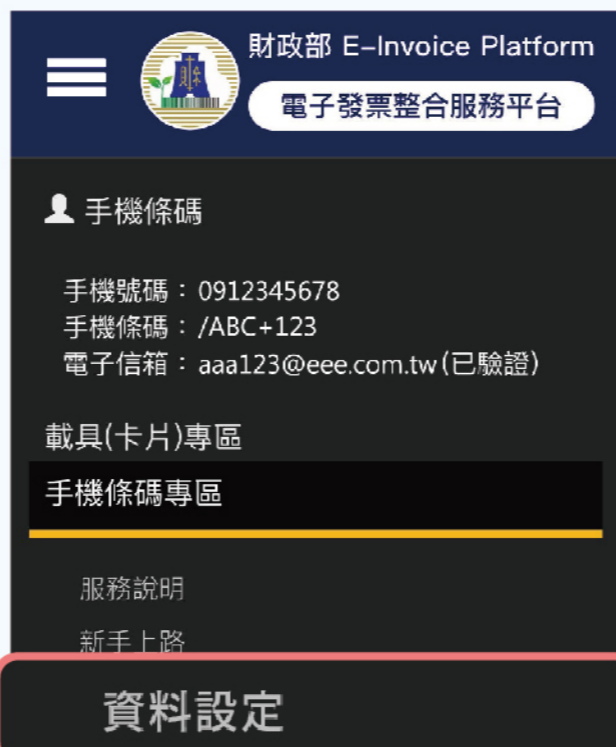 財政部 E-Invoice Platform
電子發票整合服務平台
手機條碼
手機號碼：0912345678
手機條碼：/ABC+123
電子信箱：aaa123@eee.com.tw(已驗證)
載具(卡片)專區
手機條碼專區
服務說明
新手上路
資料設定